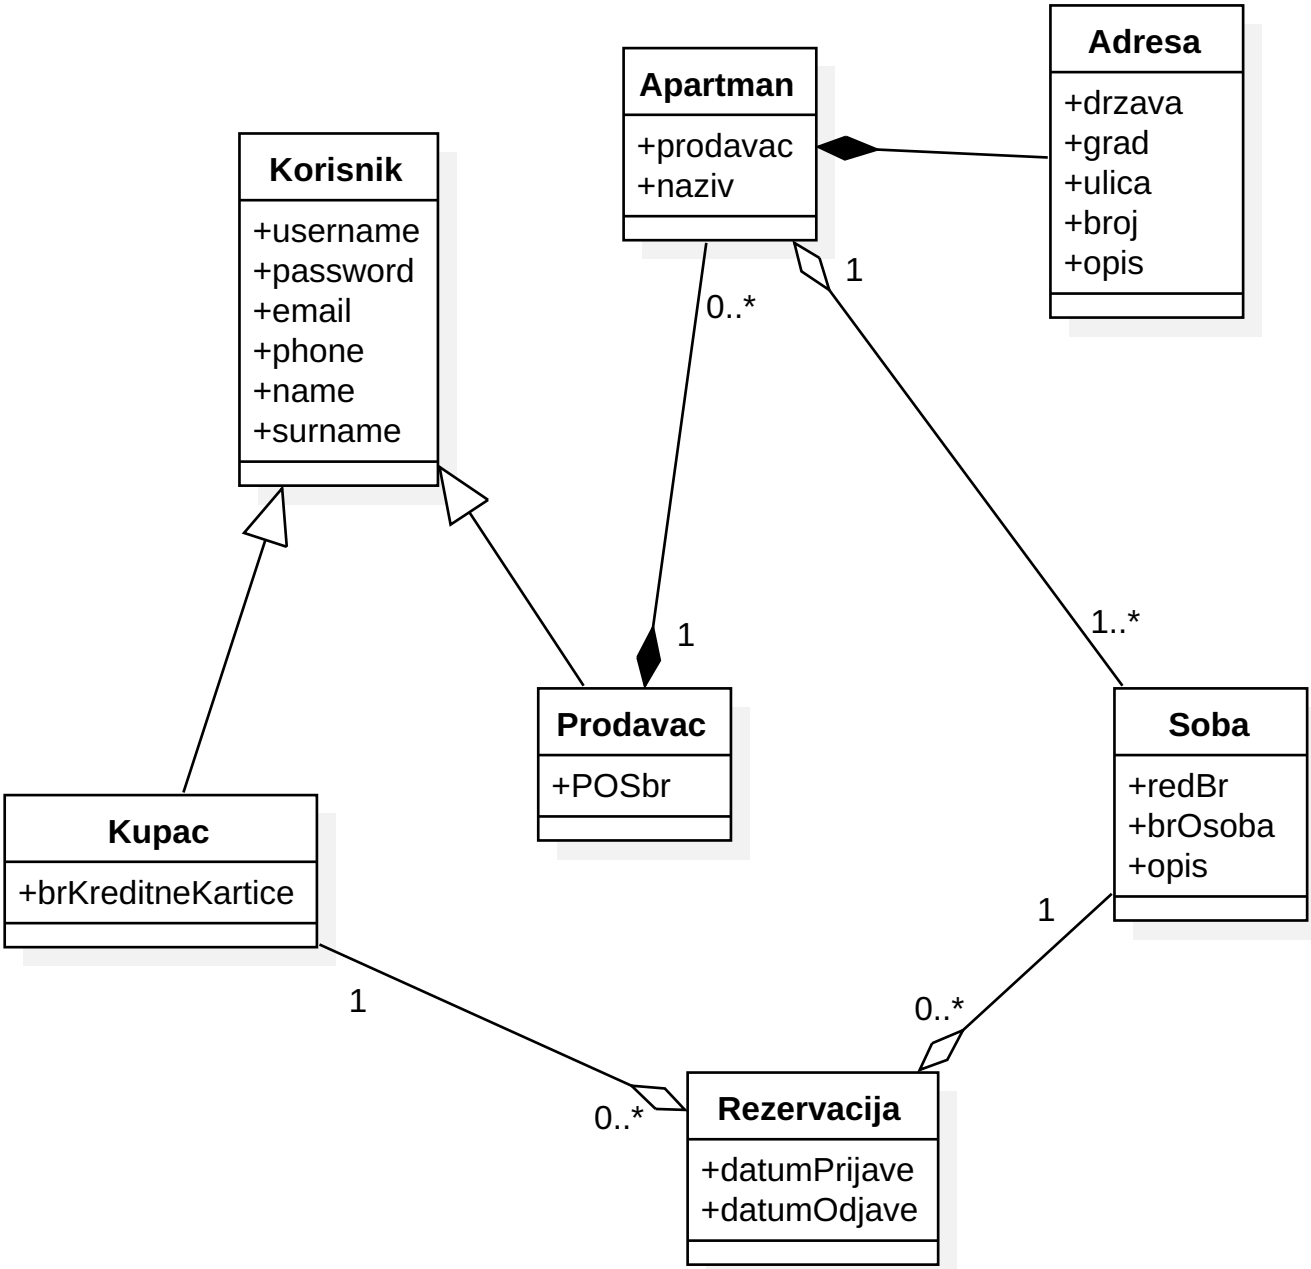 Adresa
+drzava
+grad
+ulica
+broj
+opis
Apartman
+prodavac
+naziv
Korisnik
+username
+password
+email
+phone
+name
+surname
1
0..*
1..*
1
Prodavac
+POSbr
Soba
+redBr
+brOsoba
+opis
Kupac
+brKreditneKartice
1
0..*
1
0..*
Rezervacija
+datumPrijave
+datumOdjave